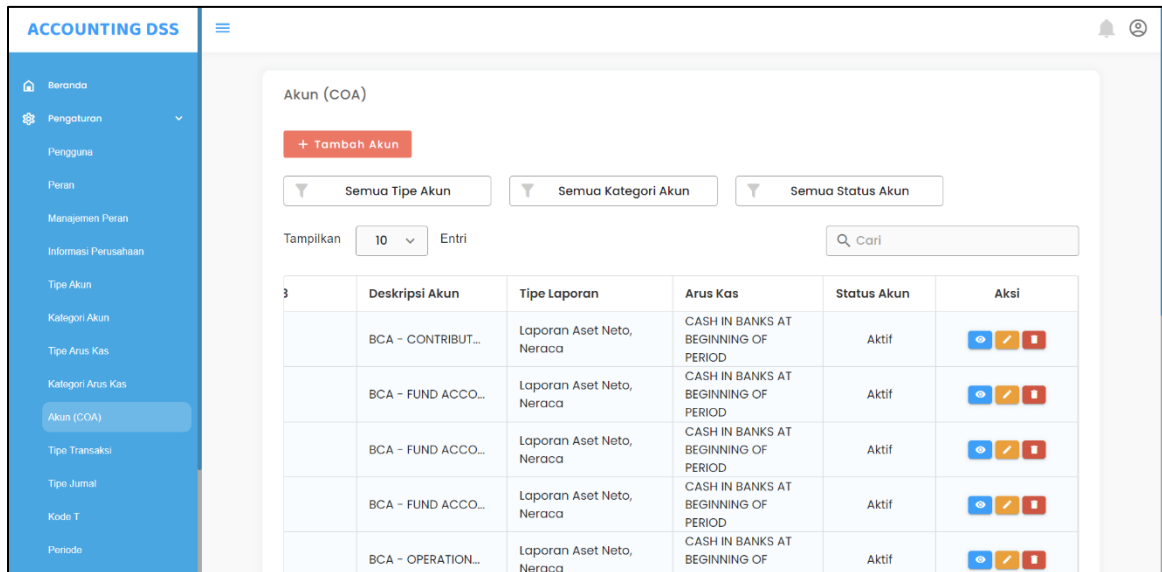 ACCOUNTING DSS
Beranda
Pengaturan
Pengguna
Peran
Manajemen Peran
Informasi Perusahaan
Tipe Akun
Kategori Akun
Tipe Arus Kas
Kategori Arus Kas
Akun (COA)
Tipe Transaksi
Tipe Jurnal
Kode T
Periode
Akun (COA)
+ Tambah Akun
Semua Tipe Akun
Semua Kategori Akun
Semua Status Akun
Tampilkan 10 Entri
Cari
Deskripsi Akun Tipe Laporan Arus Kas Status Akun Aksi
BCA - CONTRIBUT...
Laporan Aset Neto,
Neraca
CASH IN BANKS AT
BEGINNING OF
PERIOD
Aktif
BCA - FUND ACCO...
Laporan Aset Neto,
Neraca
CASH IN BANKS AT
BEGINNING OF
PERIOD
Aktif
BCA - FUND ACCO...
Laporan Aset Neto,
Neraca
CASH IN BANKS AT
BEGINNING OF
PERIOD
Aktif
BCA - FUND ACCO...
Laporan Aset Neto,
Neraca
CASH IN BANKS AT
BEGINNING OF
PERIOD
Aktif
BCA - OPERATION...
Laporan Aset Neto,
Neraca
CASH IN BANKS AT
BEGINNING OF
Aktif